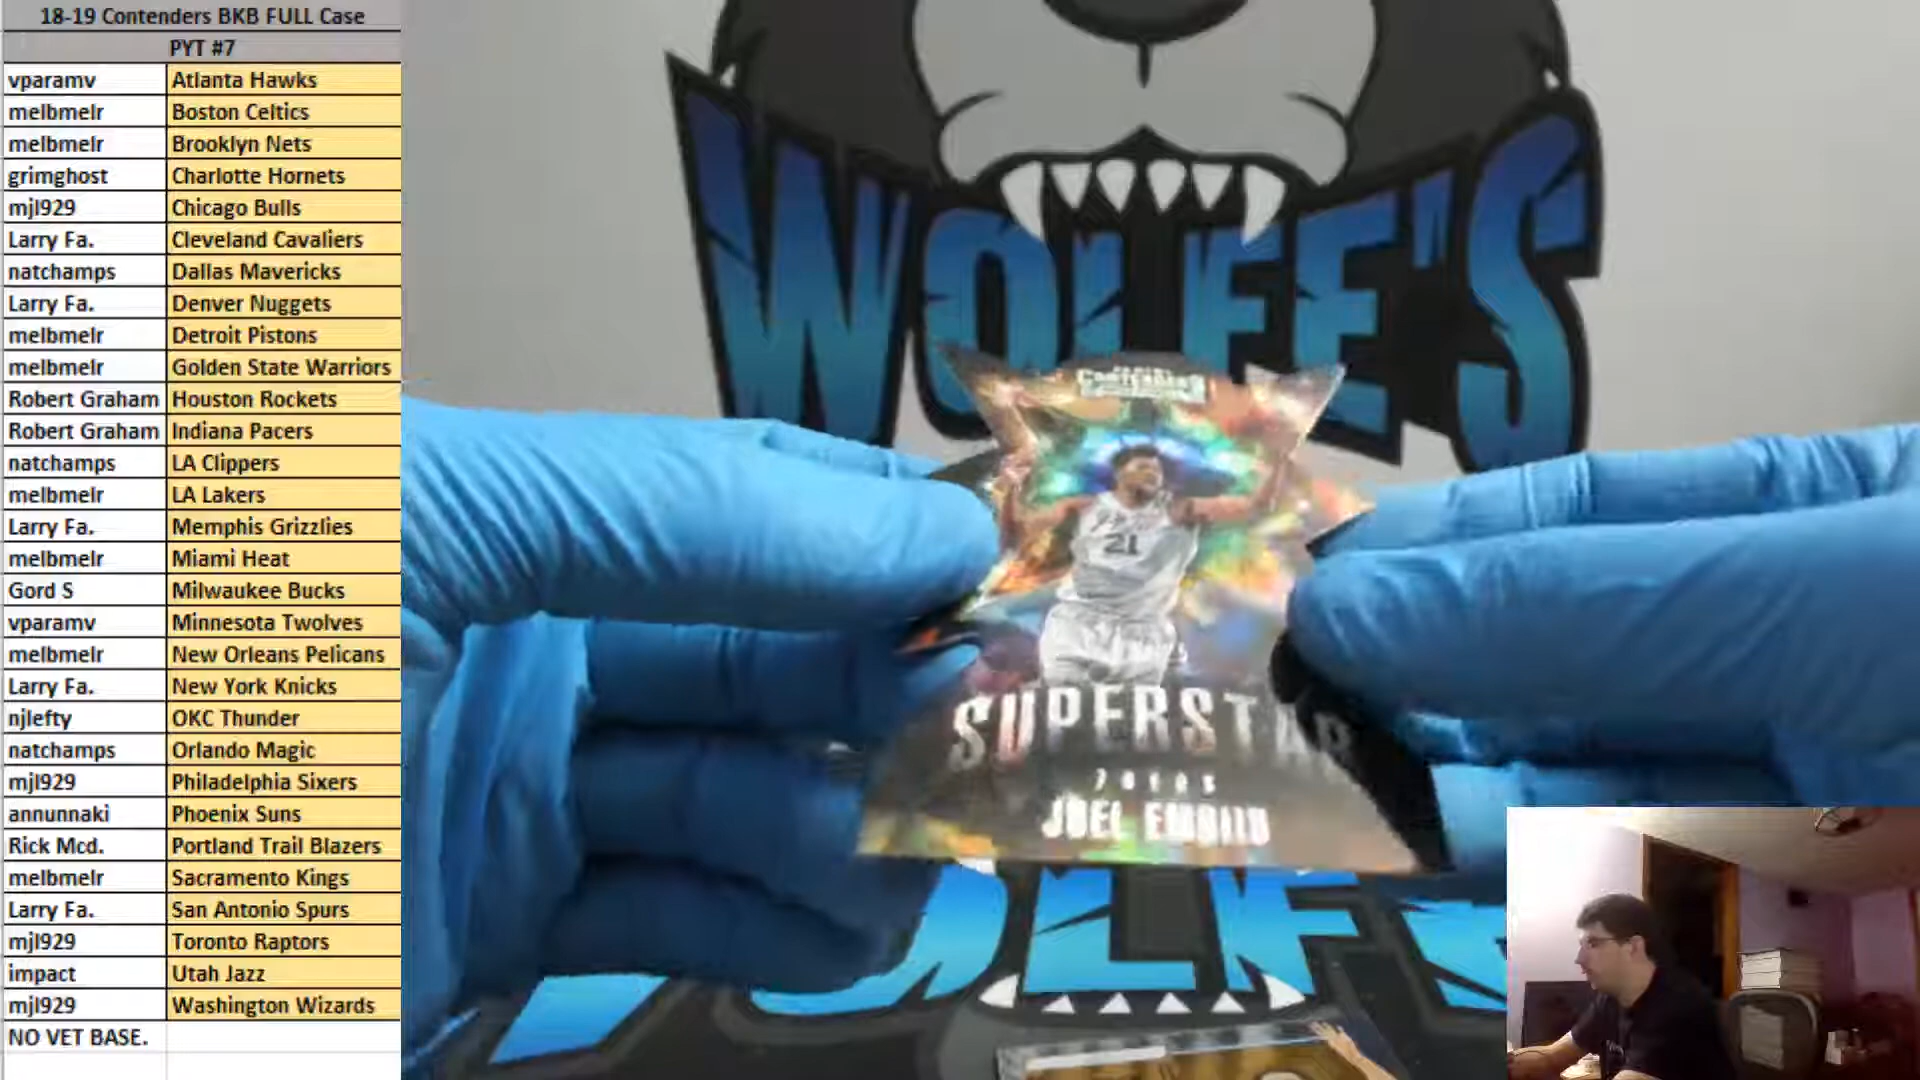 18-19 Contenders BKB FULL Case
PYT #7
vparamv Atlanta Hawks
melbmelr Boston Celtics
melbmelr Brooklyn Nets
grimghost Charlotte Hornets
mjl929 Chicago Bulls
Larry Fa. Cleveland Cavaliers
natchamps Dallas Mavericks
Larry Fa. Denver Nuggets
melbmelr Detroit Pistons
melbmelr Golden State Warriors
Robert Graham Houston Rockets
Robert Graham Indiana Pacers
natchamps LA Clippers
melbmelr LA Lakers
Larry Fa. Memphis Grizzlies
melbmelr Miami Heat
Gord S Milwaukee Bucks
vparamv Minnesota Twolves
melbmelr New Orleans Pelicans
Larry Fa. New York Knicks
njlefty OKC Thunder
natchamps Orlando Magic
mjl929 Philadelphia Sixers
annunnaki Phoenix Suns
Rick Mcd. Portland Trail Blazers
melbmelr Sacramento Kings
Larry Fa. San Antonio Spurs
mjl929 Toronto Raptors
impact Utah Jazz
mjl929 Washington Wizards
NO VET BASE.
WOLFE'S
PANINI
CONTENDERS
21
SUPERSTAR
76ERS
JOEL EMBIID